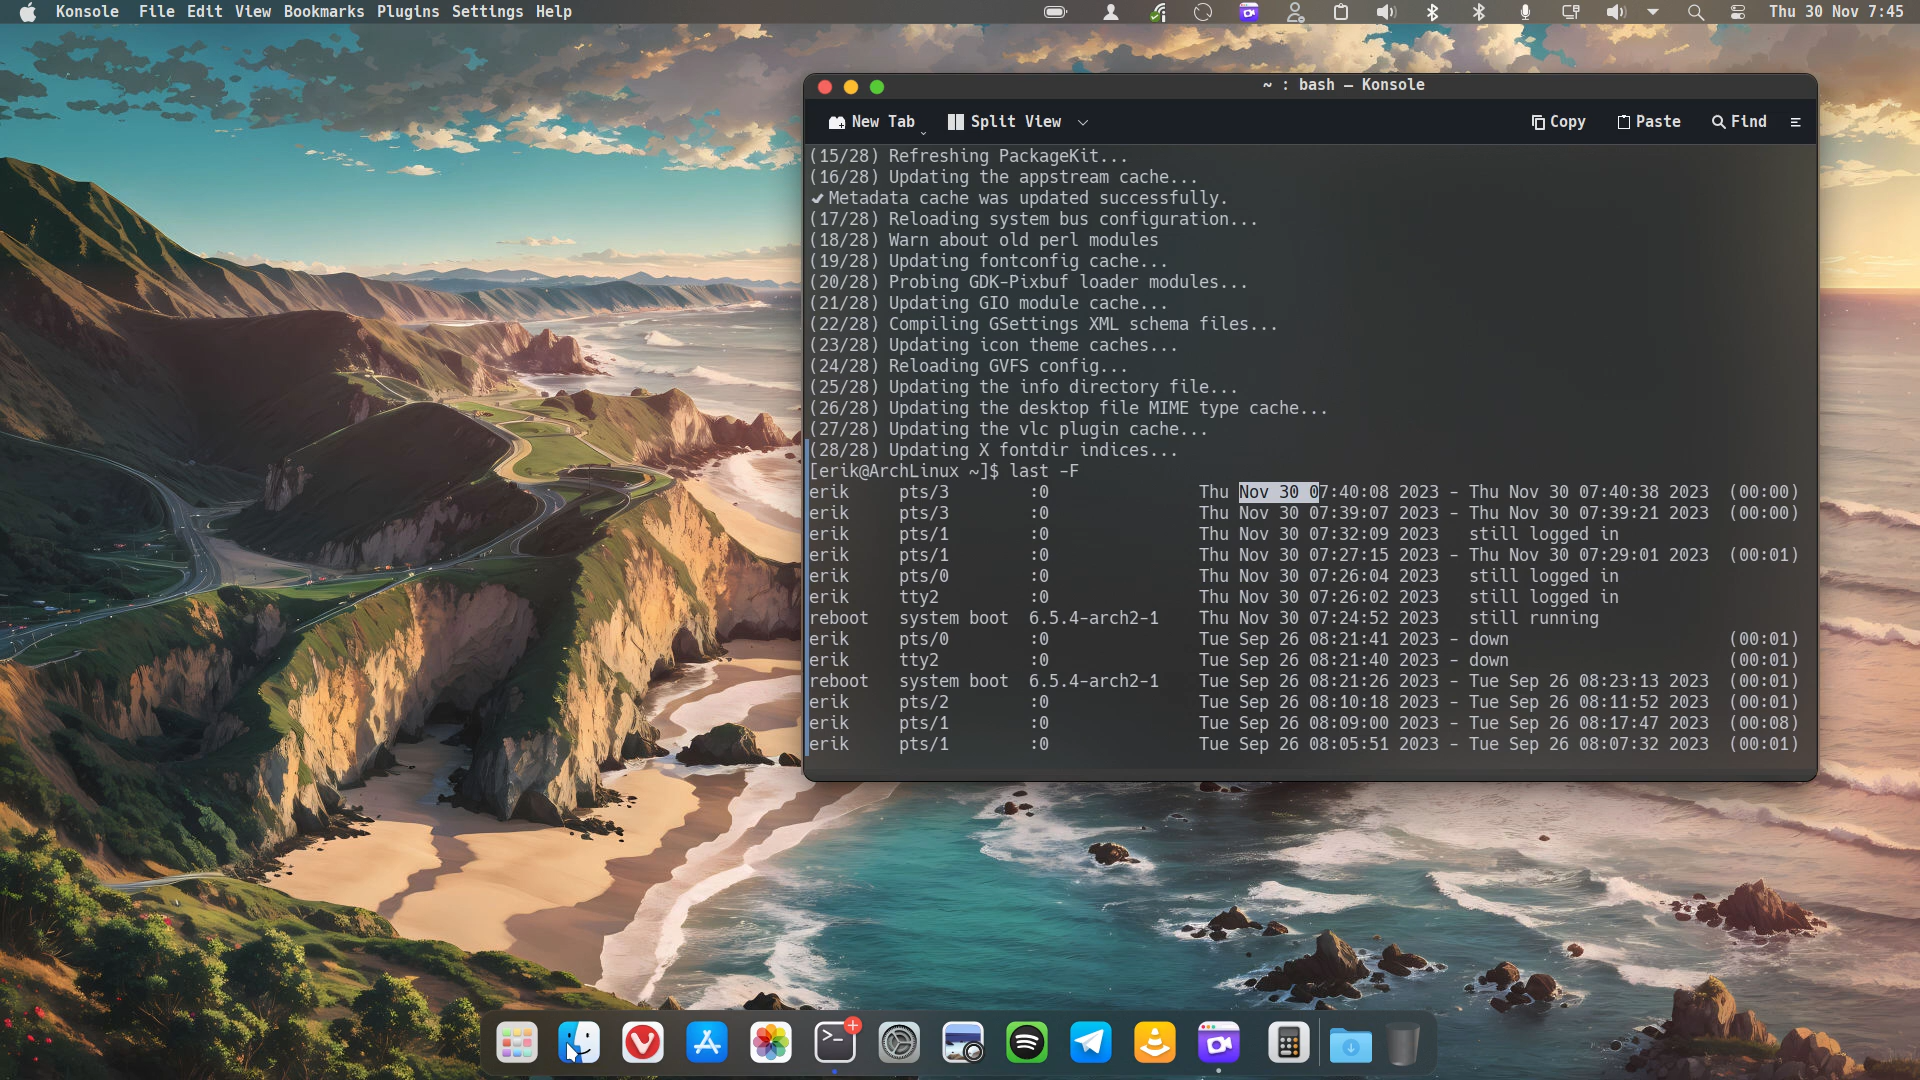 Konsole File Edit View Bookmarks Plugins Settings Help Thu 30 Nov 7:45
~ : bash — Konsole
New Tab Split View Copy Paste Find
(15/28) Refreshing PackageKit...
(16/28) Updating the appstream cache...
✔ Metadata cache was updated successfully.
(17/28) Reloading system bus configuration...
(18/28) Warn about old perl modules
(19/28) Updating fontconfig cache...
(20/28) Probing GDK-Pixbuf loader modules...
(21/28) Updating GIO module cache...
(22/28) Compiling GSettings XML schema files...
(23/28) Updating icon theme caches...
(24/28) Reloading GVFS config...
(25/28) Updating the info directory file...
(26/28) Updating the desktop file MIME type cache...
(27/28) Updating the vlc plugin cache...
(28/28) Updating X fontdir indices...
[erik@ArchLinux ~]$ last -F
erik pts/3 :0 Thu Nov 30 07:40:08 2023 - Thu Nov 30 07:40:38 2023 (00:00)
erik pts/3 :0 Thu Nov 30 07:39:07 2023 - Thu Nov 30 07:39:21 2023 (00:00)
erik pts/1 :0 Thu Nov 30 07:32:09 2023 still logged in
erik pts/1 :0 Thu Nov 30 07:27:15 2023 - Thu Nov 30 07:29:01 2023 (00:01)
erik pts/0 :0 Thu Nov 30 07:26:04 2023 still logged in
erik tty2 :0 Thu Nov 30 07:26:02 2023 still logged in
reboot system boot 6.5.4-arch2-1 Thu Nov 30 07:24:52 2023 still running
erik pts/0 :0 Tue Sep 26 08:21:41 2023 - down (00:01)
erik tty2 :0 Tue Sep 26 08:21:40 2023 - down (00:01)
reboot system boot 6.5.4-arch2-1 Tue Sep 26 08:21:26 2023 - Tue Sep 26 08:23:13 2023 (00:01)
erik pts/2 :0 Tue Sep 26 08:10:18 2023 - Tue Sep 26 08:11:52 2023 (00:01)
erik pts/1 :0 Tue Sep 26 08:09:00 2023 - Tue Sep 26 08:17:47 2023 (00:08)
erik pts/1 :0 Tue Sep 26 08:05:51 2023 - Tue Sep 26 08:07:32 2023 (00:01)